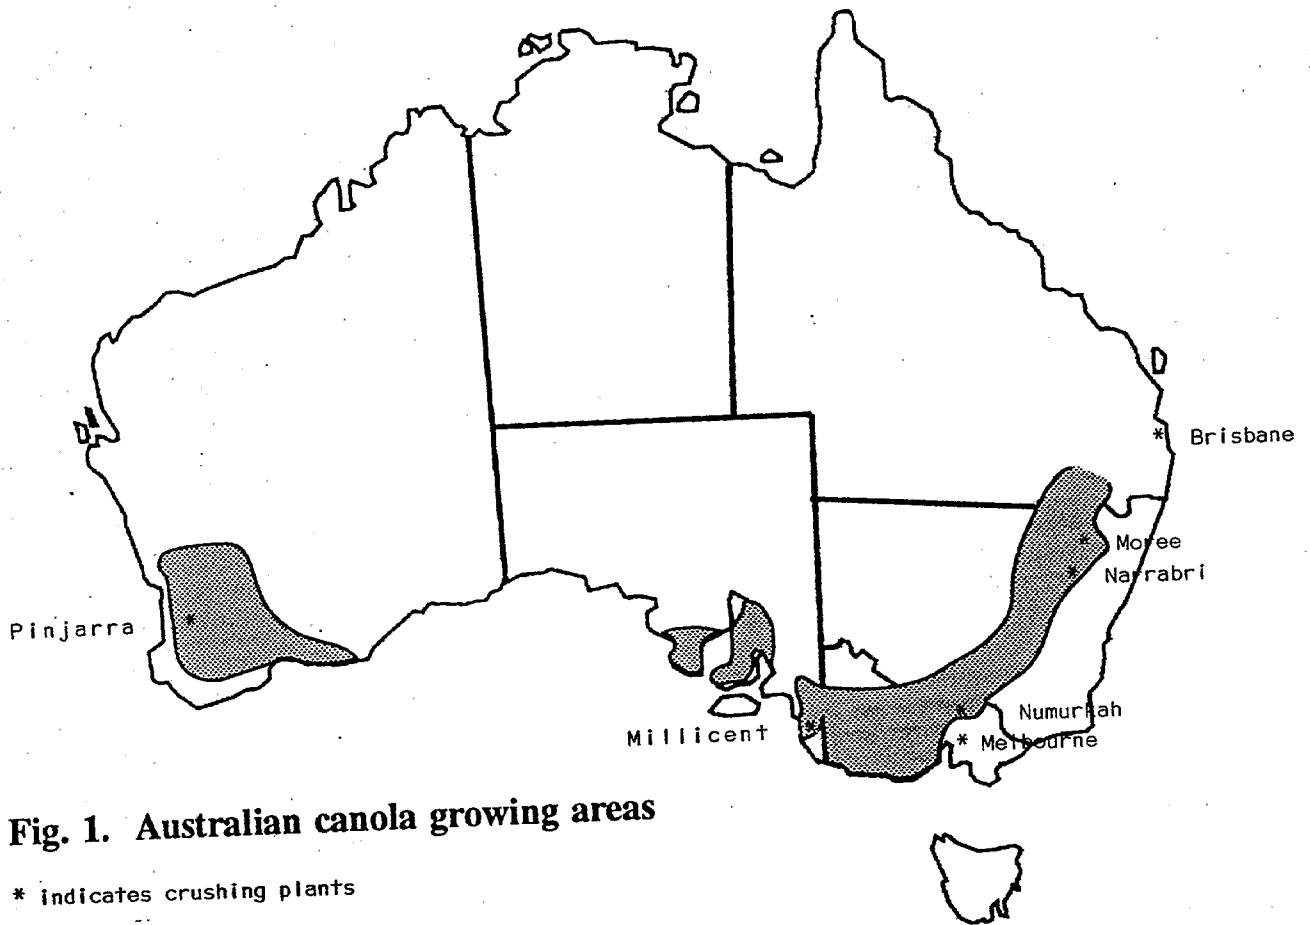 * Brisbane
* Moree
* Narrabri
Pinjarra *
* Numurkah
Millicent *
* Melbourne
Fig. 1. Australian canola growing areas
* indicates crushing plants